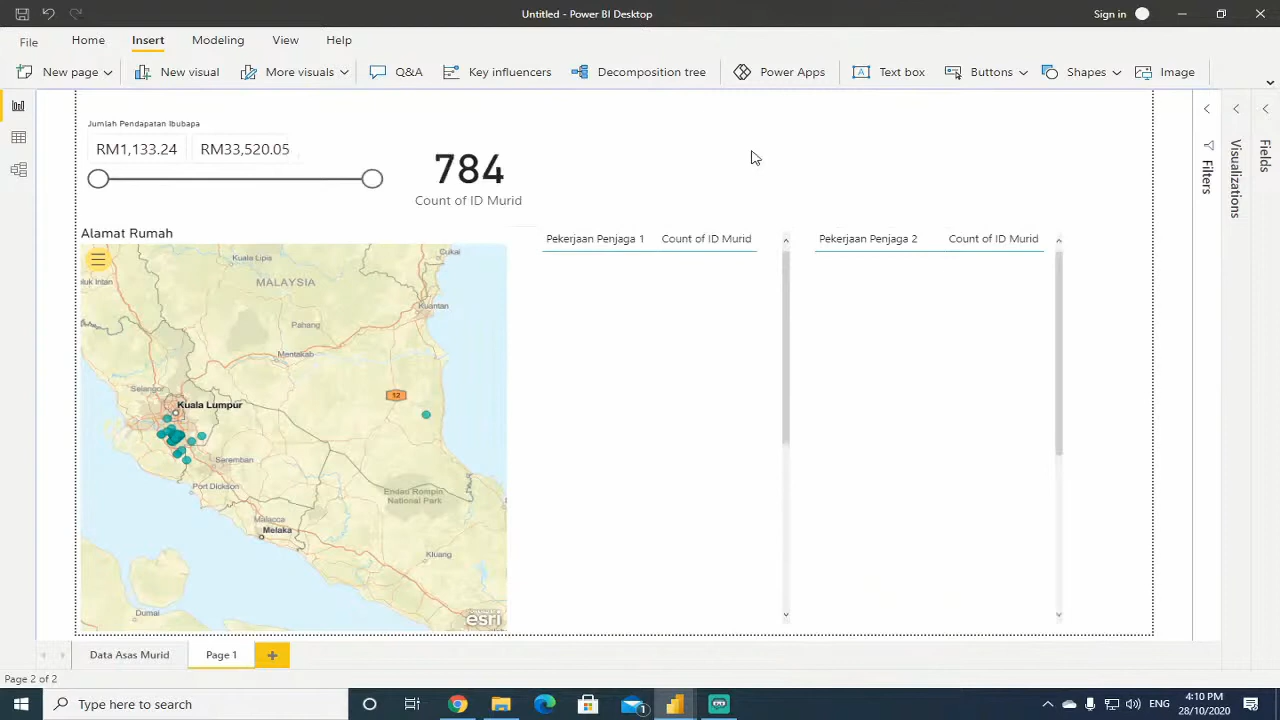 Untitled - Power BI Desktop
Sign in
File Home Insert Modeling View Help
New page New visual More visuals Q&A Key influencers Decomposition tree Power Apps Text box Buttons Shapes Image
Jumlah Pendapatan Ibubapa
RM1,133.24 RM33,520.05
784
Count of ID Murid
Filters
Visualizations
Fields
Alamat Rumah
Pekerjaan Penjaga 1 Count of ID Murid
Pekerjaan Penjaga 2 Count of ID Murid
Cukai
Kuala Lipia
MALAYSIA
Kuantan
Pahang
Mentakab
Selangor
12
Kuala Lumpur
Seremban
Port Dickson
Endau Rompin
National Park
Malacca
Melaka
Kluang
Dumai
esri
Data Asas Murid Page 1
Page 2 of 2
Type here to search
1
4:10 PM
28/10/2020